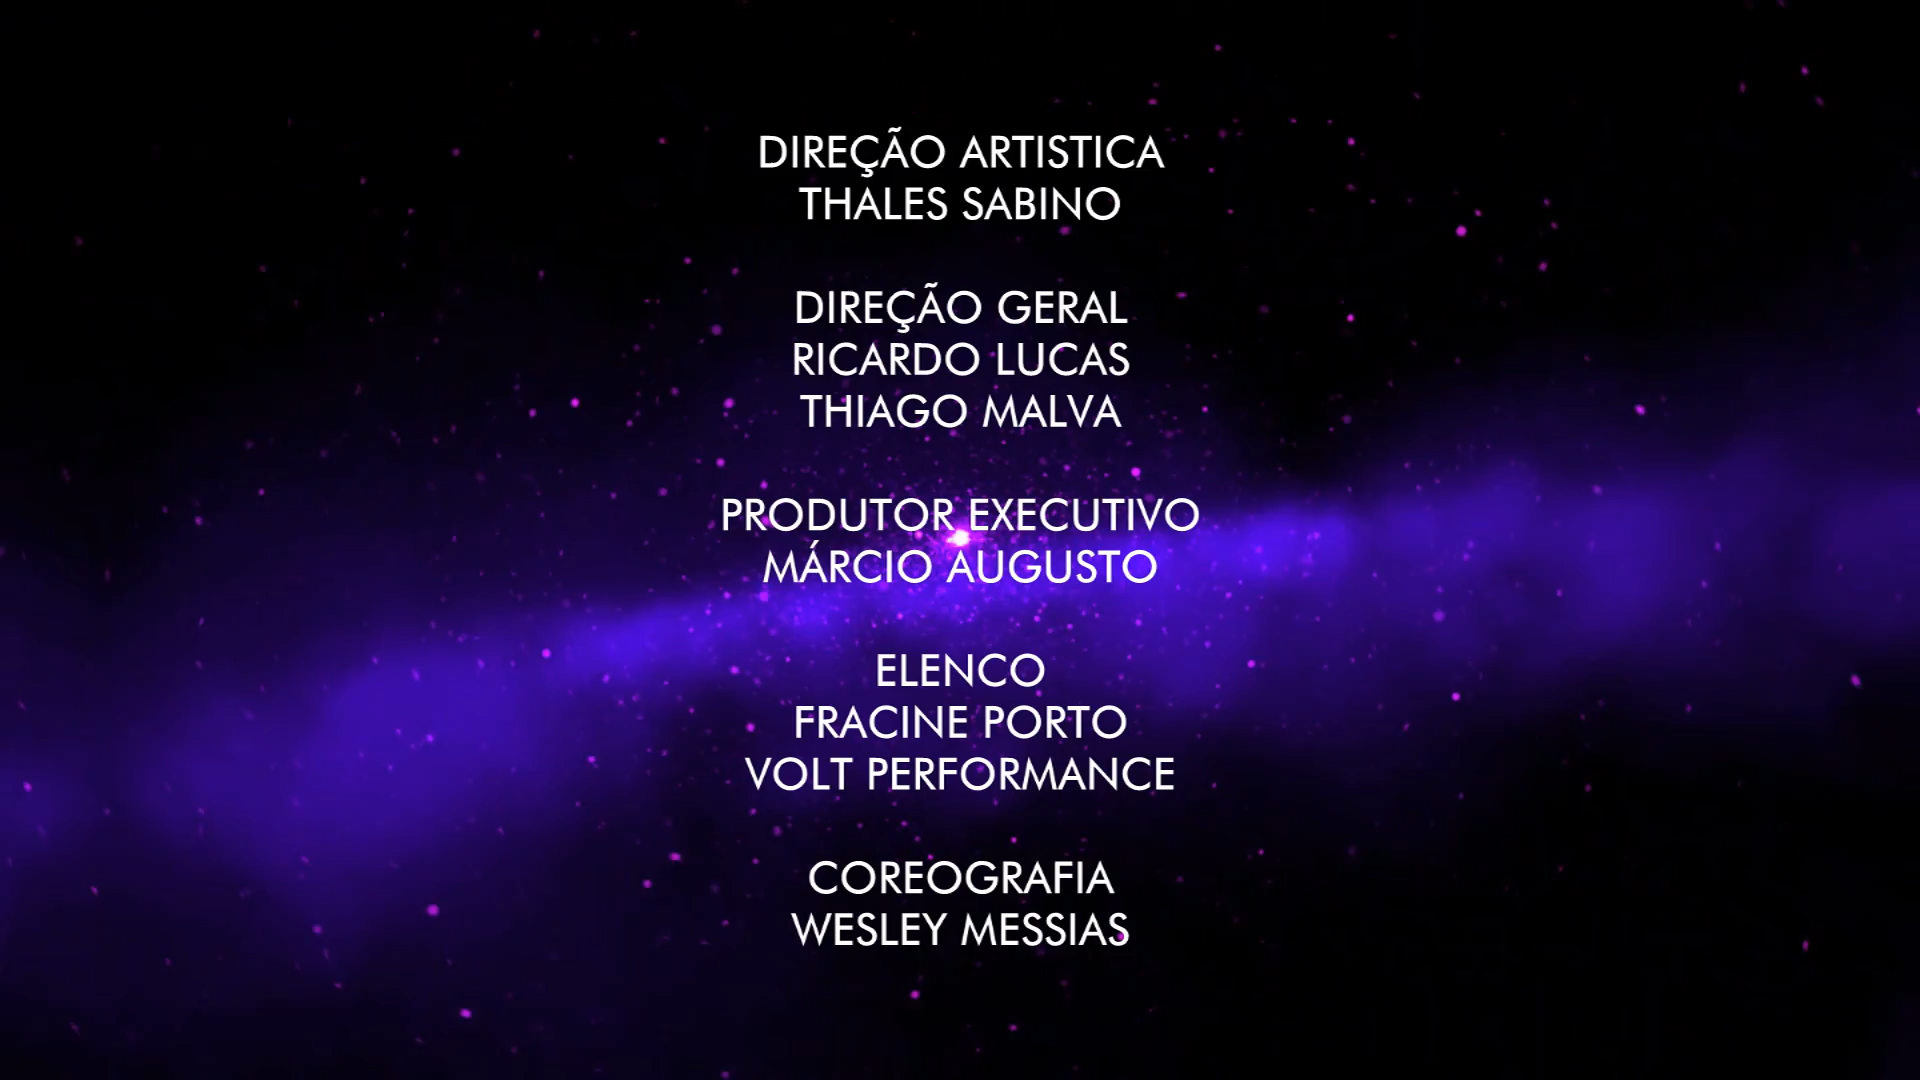 DIREÇÃO ARTISTICA
THALES SABINO
DIREÇÃO GERAL
RICARDO LUCAS
THIAGO MALVA
PRODUTOR EXECUTIVO
MÁRCIO AUGUSTO
ELENCO
FRACINE PORTO
VOLT PERFORMANCE
COREOGRAFIA
WESLEY MESSIAS